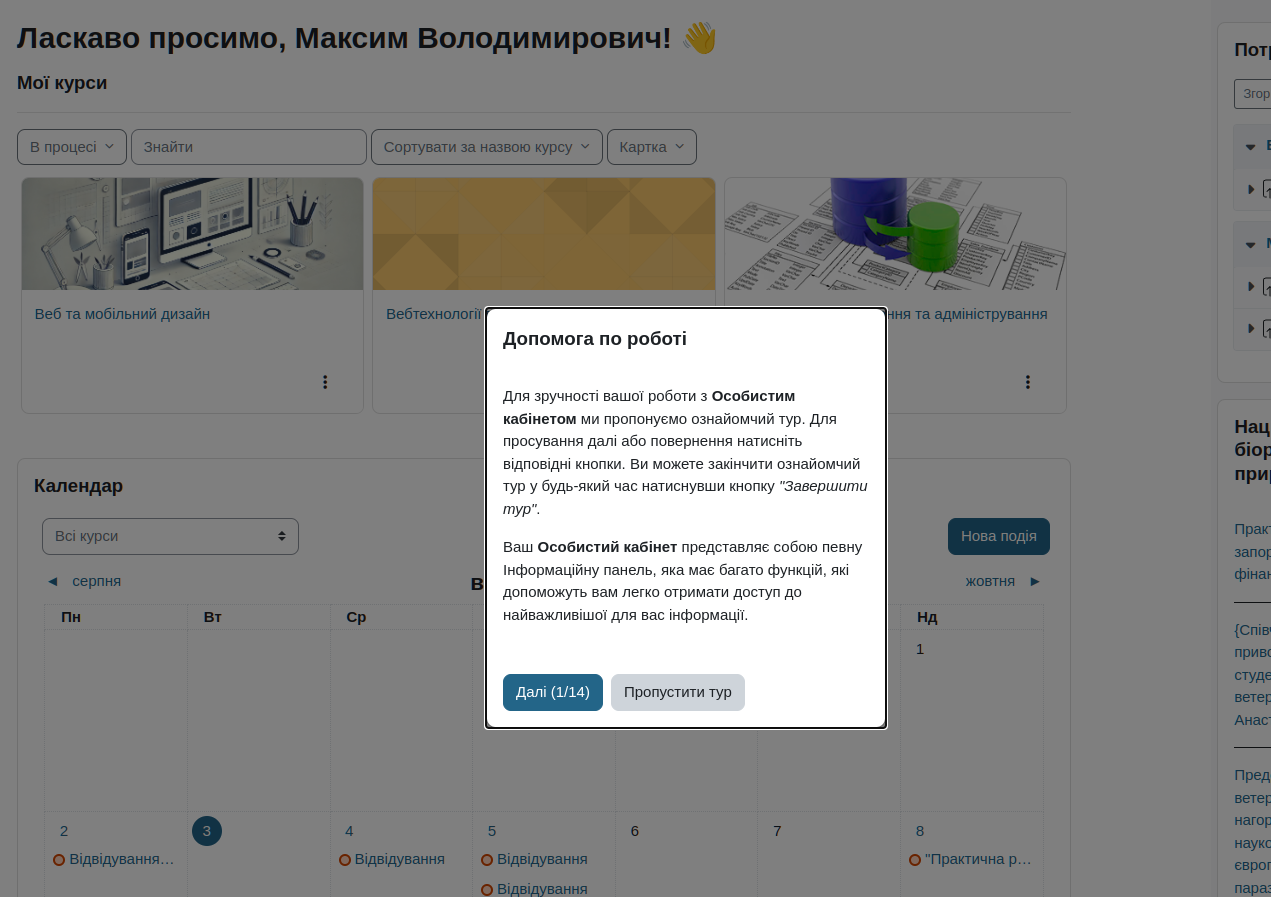 Ласкаво просимо, Максим Володимирович! 👋
Мої курси
В процесі
Знайти
Сортувати за назвою курсу
Картка
Веб та мобільний дизайн
Вебтехнології
ння та адміністрування
Допомога по роботі
Для зручності вашої роботи з Особистим
кабінетом ми пропонуємо ознайомчий тур. Для
просування далі або повернення натисніть
відповідні кнопки. Ви можете закінчити ознайомчий
тур у будь-який час натиснувши кнопку "Завершити
тур".
Ваш Особистий кабінет представляє собою певну
Інформаційну панель, яка має багато функцій, які
допоможуть вам легко отримати доступ до
найважливішої для вас інформації.
Далі (1/14)
Пропустити тур
Календар
Всі курси
Нова подія
◄ серпня
жовтня ►
Пн Вт Ср Нд
1
2 3 4 5 6 7 8
Відвідування…
Відвідування
Відвідування
"Практична р…
Відвідування
Потр
Згор
Нац
біор
прир
Практ
запор
фінан
{Співч
приво
студе
ветер
Анаст
Пред
ветер
нагор
науко
європ
параз